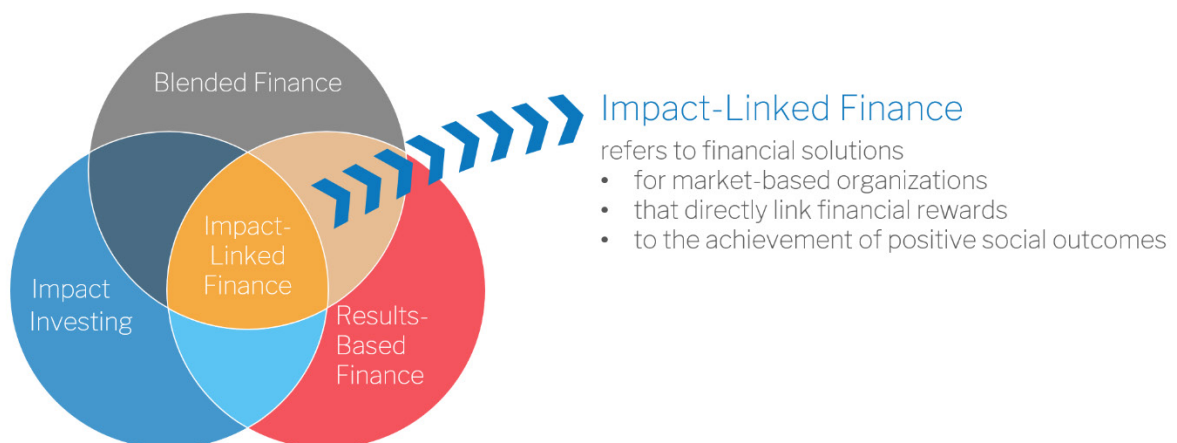 Blended Finance
Impact-
Linked
Finance
Impact
Investing
Results-
Based
Finance
Impact-Linked Finance
refers to financial solutions
• for market-based organizations
• that directly link financial rewards
• to the achievement of positive social outcomes